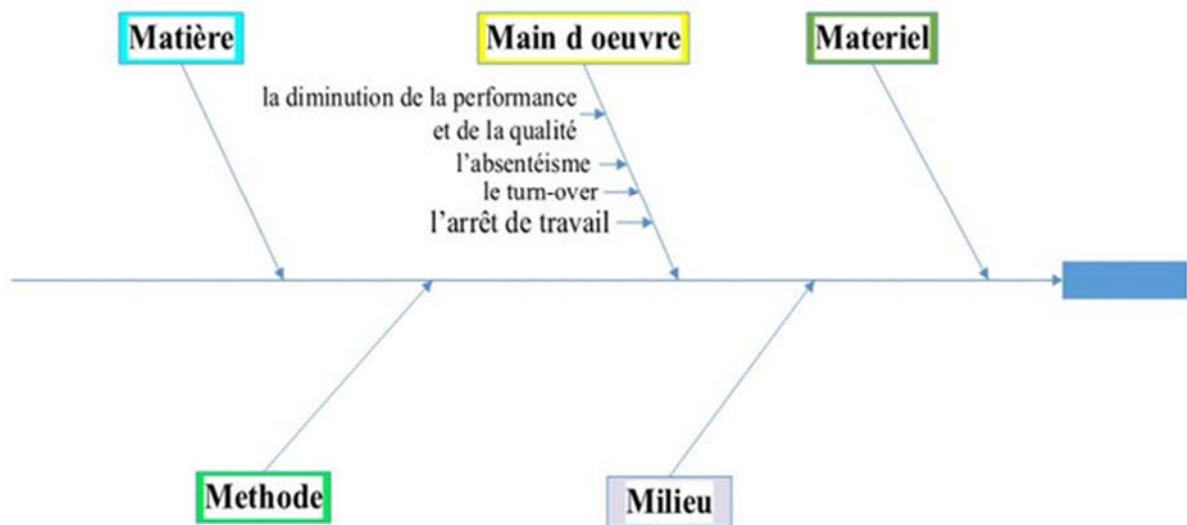 Matière
Main d oeuvre
Materiel
la diminution de la performance
et de la qualité
l’absentéisme
le turn-over
l’arrêt de travail
Methode
Milieu